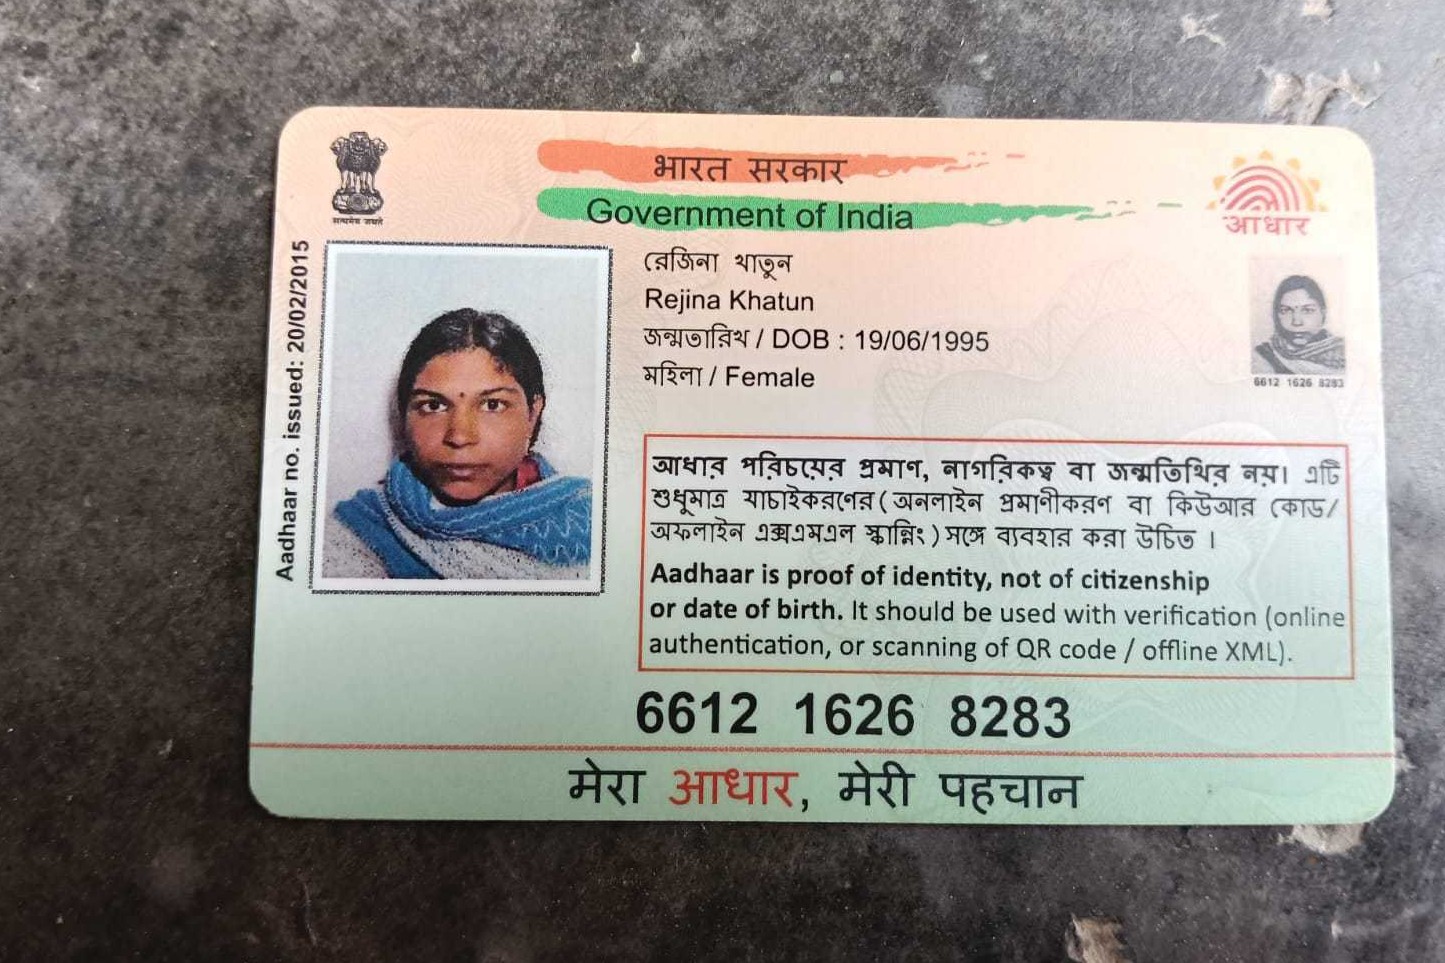 भारत सरकार
Government of India
सत्यमेव जयते
आधार
Aadhaar no. issued: 20/02/2015
রেজিনা খাতুন
Rejina Khatun
জন্মতারিখ / DOB : 19/06/1995
মহিলা / Female
6612 1626 8283
আধার পরিচয়ের প্রমাণ, নাগরিকত্ব বা জন্মতিথির নয়। এটি
শুধুমাত্র যাচাইকরণের ( অনলাইন প্রমাণীকরণ বা কিউআর কোড/
অফলাইন এক্সএমএল স্কান্নিং ) সঙ্গে ব্যবহার করা উচিত ।
Aadhaar is proof of identity, not of citizenship
or date of birth. It should be used with verification (online
authentication, or scanning of QR code / offline XML).
6612 1626 8283
मेरा आधार, मेरी पहचान